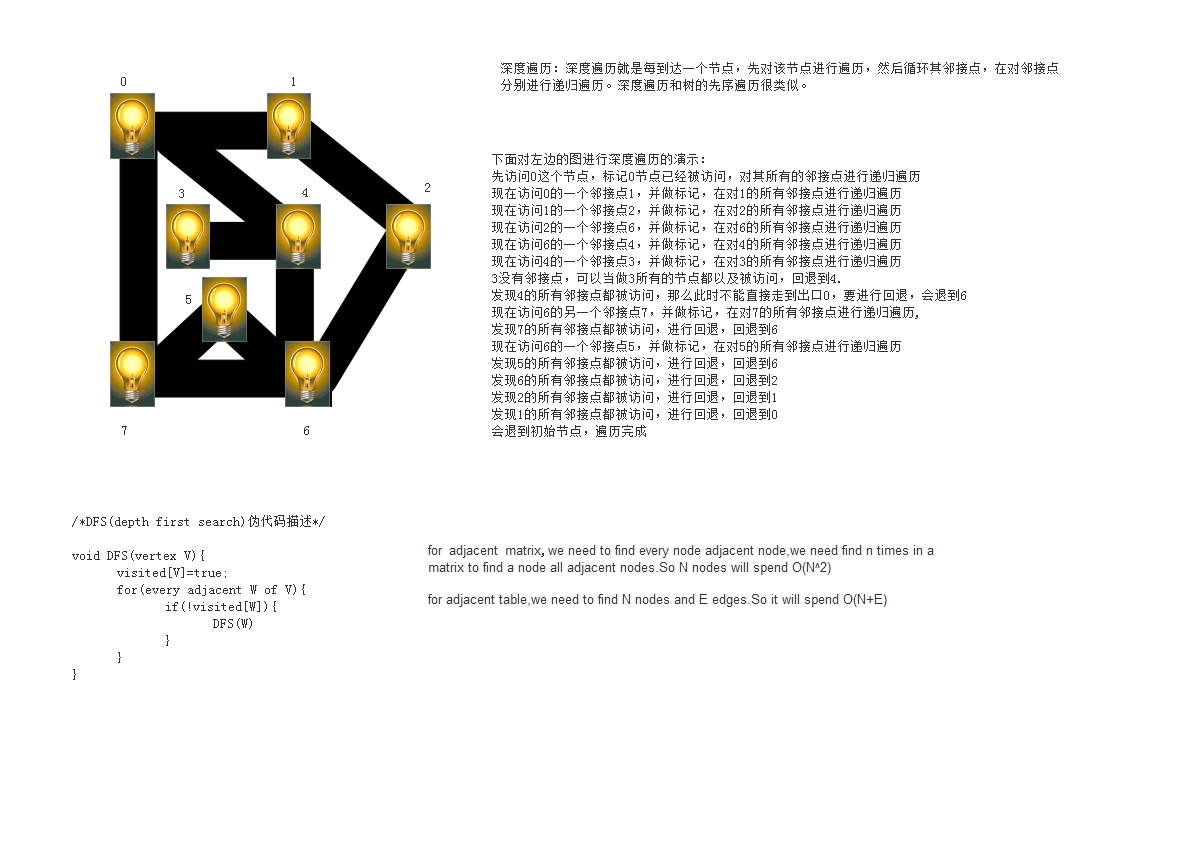 0
1
2
3
4
5
7
6
深度遍历：深度遍历就是每到达一个节点，先对该节点进行遍历，然后循环其邻接点，在对邻接点
分别进行递归遍历。深度遍历和树的先序遍历很类似。
下面对左边的图进行深度遍历的演示：
先访问0这个节点，标记0节点已经被访问，对其所有的邻接点进行递归遍历
现在访问0的一个邻接点1，并做标记，在对1的所有邻接点进行递归遍历
现在访问1的一个邻接点2，并做标记，在对2的所有邻接点进行递归遍历
现在访问2的一个邻接点6，并做标记，在对6的所有邻接点进行递归遍历
现在访问6的一个邻接点4，并做标记，在对4的所有邻接点进行递归遍历
现在访问4的一个邻接点3，并做标记，在对3的所有邻接点进行递归遍历
3没有邻接点，可以当做3所有的节点都以及被访问，回退到4.
发现4的所有邻接点都被访问，那么此时不能直接走到出口0，要进行回退，会退到6
现在访问6的另一个邻接点7，并做标记，在对7的所有邻接点进行递归遍历，
发现7的所有邻接点都被访问，进行回退，回退到6
现在访问6的一个邻接点5，并做标记，在对5的所有邻接点进行递归遍历
发现5的所有邻接点都被访问，进行回退，回退到6
发现6的所有邻接点都被访问，进行回退，回退到2
发现2的所有邻接点都被访问，进行回退，回退到1
发现1的所有邻接点都被访问，进行回退，回退到0
会退到初始节点，遍历完成
/*DFS(depth first search)伪代码描述*/
void DFS(vertex V){
visited[V]=true;
for(every adjacent W of V){
if(!visited[W]){
DFS(W)
}
}
}
for adjacent matrix, we need to find every node adjacent node,we need find n times in a
matrix to find a node all adjacent nodes.So N nodes will spend O(N^2)
for adjacent table,we need to find N nodes and E edges.So it will spend O(N+E)